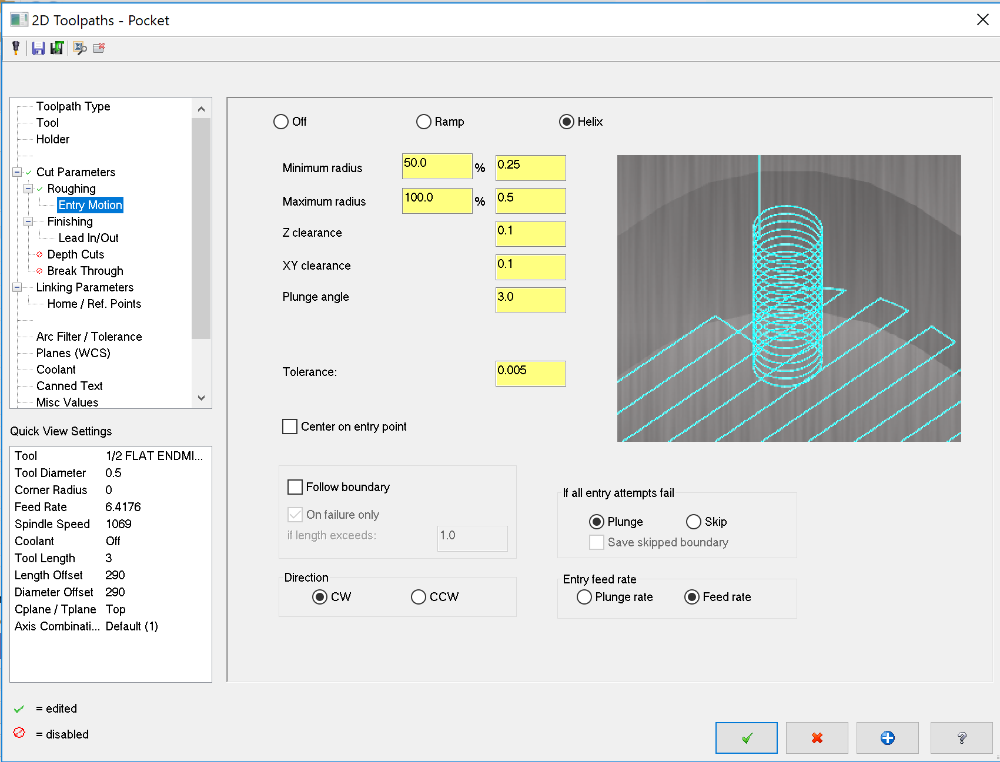 2D Toolpaths - Pocket
Toolpath Type
Tool
Holder
Cut Parameters
Roughing
Entry Motion
Finishing
Lead In/Out
Depth Cuts
Break Through
Linking Parameters
Home / Ref. Points
Arc Filter / Tolerance
Planes (WCS)
Coolant
Canned Text
Misc Values
Quick View Settings
Tool 1/2 FLAT ENDMI...
Tool Diameter 0.5
Corner Radius 0
Feed Rate 6.4176
Spindle Speed 1069
Coolant Off
Tool Length 3
Length Offset 290
Diameter Offset 290
Cplane / Tplane Top
Axis Combinati... Default (1)
= edited
= disabled
Off Ramp Helix
Minimum radius 50.0 % 0.25
Maximum radius 100.0 % 0.5
Z clearance 0.1
XY clearance 0.1
Plunge angle 3.0
Tolerance: 0.005
Center on entry point
Follow boundary
On failure only
if length exceeds: 1.0
Direction
CW CCW
If all entry attempts fail
Plunge Skip
Save skipped boundary
Entry feed rate
Plunge rate Feed rate
?